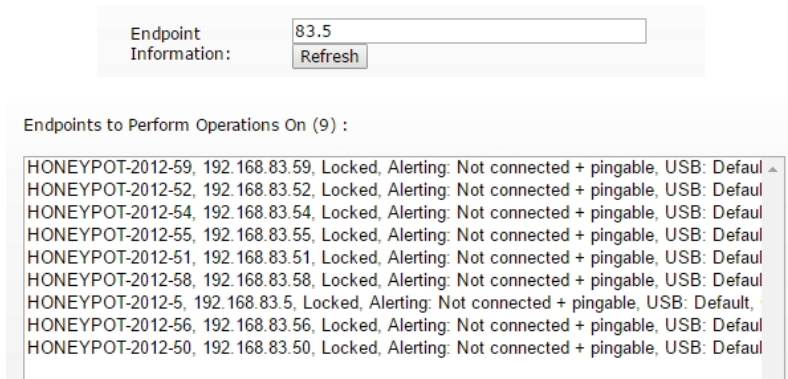 Endpoint
Information:
83.5
Refresh
Endpoints to Perform Operations On (9) :
HONEYPOT-2012-59, 192.168.83.59, Locked, Alerting: Not connected + pingable, USB: Defaul
HONEYPOT-2012-52, 192.168.83.52, Locked, Alerting: Not connected + pingable, USB: Defaul
HONEYPOT-2012-54, 192.168.83.54, Locked, Alerting: Not connected + pingable, USB: Defaul
HONEYPOT-2012-55, 192.168.83.55, Locked, Alerting: Not connected + pingable, USB: Defaul
HONEYPOT-2012-51, 192.168.83.51, Locked, Alerting: Not connected + pingable, USB: Defaul
HONEYPOT-2012-58, 192.168.83.58, Locked, Alerting: Not connected + pingable, USB: Defaul
HONEYPOT-2012-5, 192.168.83.5, Locked, Alerting: Not connected + pingable, USB: Default,
HONEYPOT-2012-56, 192.168.83.56, Locked, Alerting: Not connected + pingable, USB: Defaul
HONEYPOT-2012-50, 192.168.83.50, Locked, Alerting: Not connected + pingable, USB: Defaul